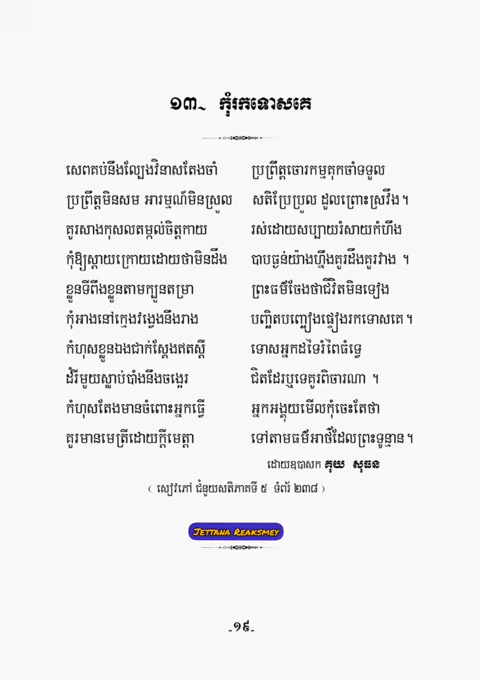 ១៣~ កុំរកទោសគេ
សេពគប់នឹងល្បែងវិនាសតែងចាំ ប្រព្រឹត្តចោរកម្មគុកចាំទទួល
ប្រព្រឹត្តមិនសម អារម្មណ៍មិនស្រួល សតិប្រែប្រួល ដួលព្រោះស្រវឹង។
គួរសាងកុសលតម្កល់ចិត្តកាយ រស់ដោយសប្បាយរំសាយកំហឹង
កុំឱ្យស្ដាយក្រោយដោយថាមិនដឹង បាបធ្ងន់យ៉ាងហ្នឹងគួរដឹងគួរវាង ។
ខ្លួនទីពឹងខ្លួនតាមក្បួនតម្រា ព្រះធម៌ចែងថាជីវិតមិនទៀង
កុំអាងនៅក្មេងវង្វេងនឹងរាង បញ្ឆិតបញ្ឆៀងផ្ទៀងរកទោសគេ។
កំហុសខ្លួនឯងជាក់ស្ដែងឥតស្ដី ទោសអ្នកដទៃរំពៃធំទ្វេ
ដំរីមួយស្លាប់បាំងនឹងចង្អេរ ជិតដែរឬទេគួរពិចារណា ។
កំហុសតែងមានចំពោះអ្នកធ្វើ អ្នកអង្គុយមើលកុំចេះតែថា
គួរមានមេត្រីដោយក្ដីមេត្តា ទៅតាមធម៌អាថ៌ដែលព្រះទូន្មាន។
ដោយឧបាសក គុយ សុធន
( សៀវភៅ ជំនួយសតិភាគទី ៥ ទំព័រ ២៣៨ )
JETTANA REAKSMEY
-១៩-